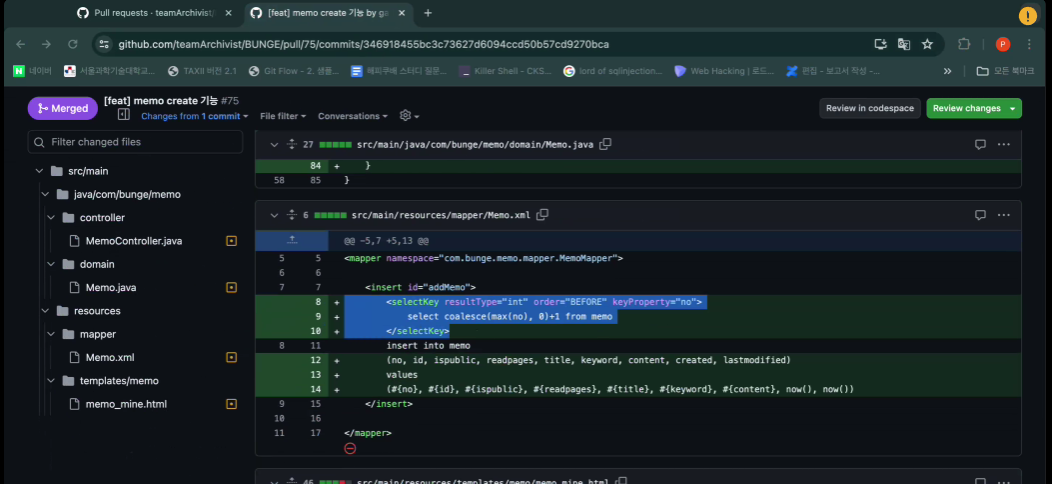 Pull requests · teamArchivist/
[feat] memo create 기능 by ga
github.com/teamArchivist/BUNGE/pull/75/commits/346918455bc3c73627d6094ccd50b57cd9270bca
P
N 네이버 서울과학기술대학교... TAXII 버전 2.1 Git Flow - 2. 샘플... 해피쿠베 스터디 질문... Killer Shell - CKS... lord of sqlinjection... Web Hacking | 로드... 편집 - 보고서 작성 -... » 모든 북마크
Merged
[feat] memo create 기능 #75
Changes from 1 commit File filter Conversations
Review in codespace
Review changes
Filter changed files
src/main
java/com/bunge/memo
controller
MemoController.java
domain
Memo.java
resources
mapper
Memo.xml
templates/memo
memo_mine.html
27 src/main/java/com/bunge/memo/domain/Memo.java
84 + }
58 85 }
6 src/main/resources/mapper/Memo.xml
@@ -5,7 +5,13 @@
5 5 <mapper namespace="com.bunge.memo.mapper.MemoMapper">
6 6
7 7 <insert id="addMemo">
8 + <selectKey resultType="int" order="BEFORE" keyProperty="no">
9 + select coalesce(max(no), 0)+1 from memo
10 + </selectKey>
8 11 insert into memo
12 + (no, id, ispublic, readpages, title, keyword, content, created, lastmodified)
13 + values
14 + (#{no}, #{id}, #{ispublic}, #{readpages}, #{title}, #{keyword}, #{content}, now(), now())
9 15 </insert>
10 16
11 17 </mapper>
46 src/main/resources/templates/memo/memo_mine.html